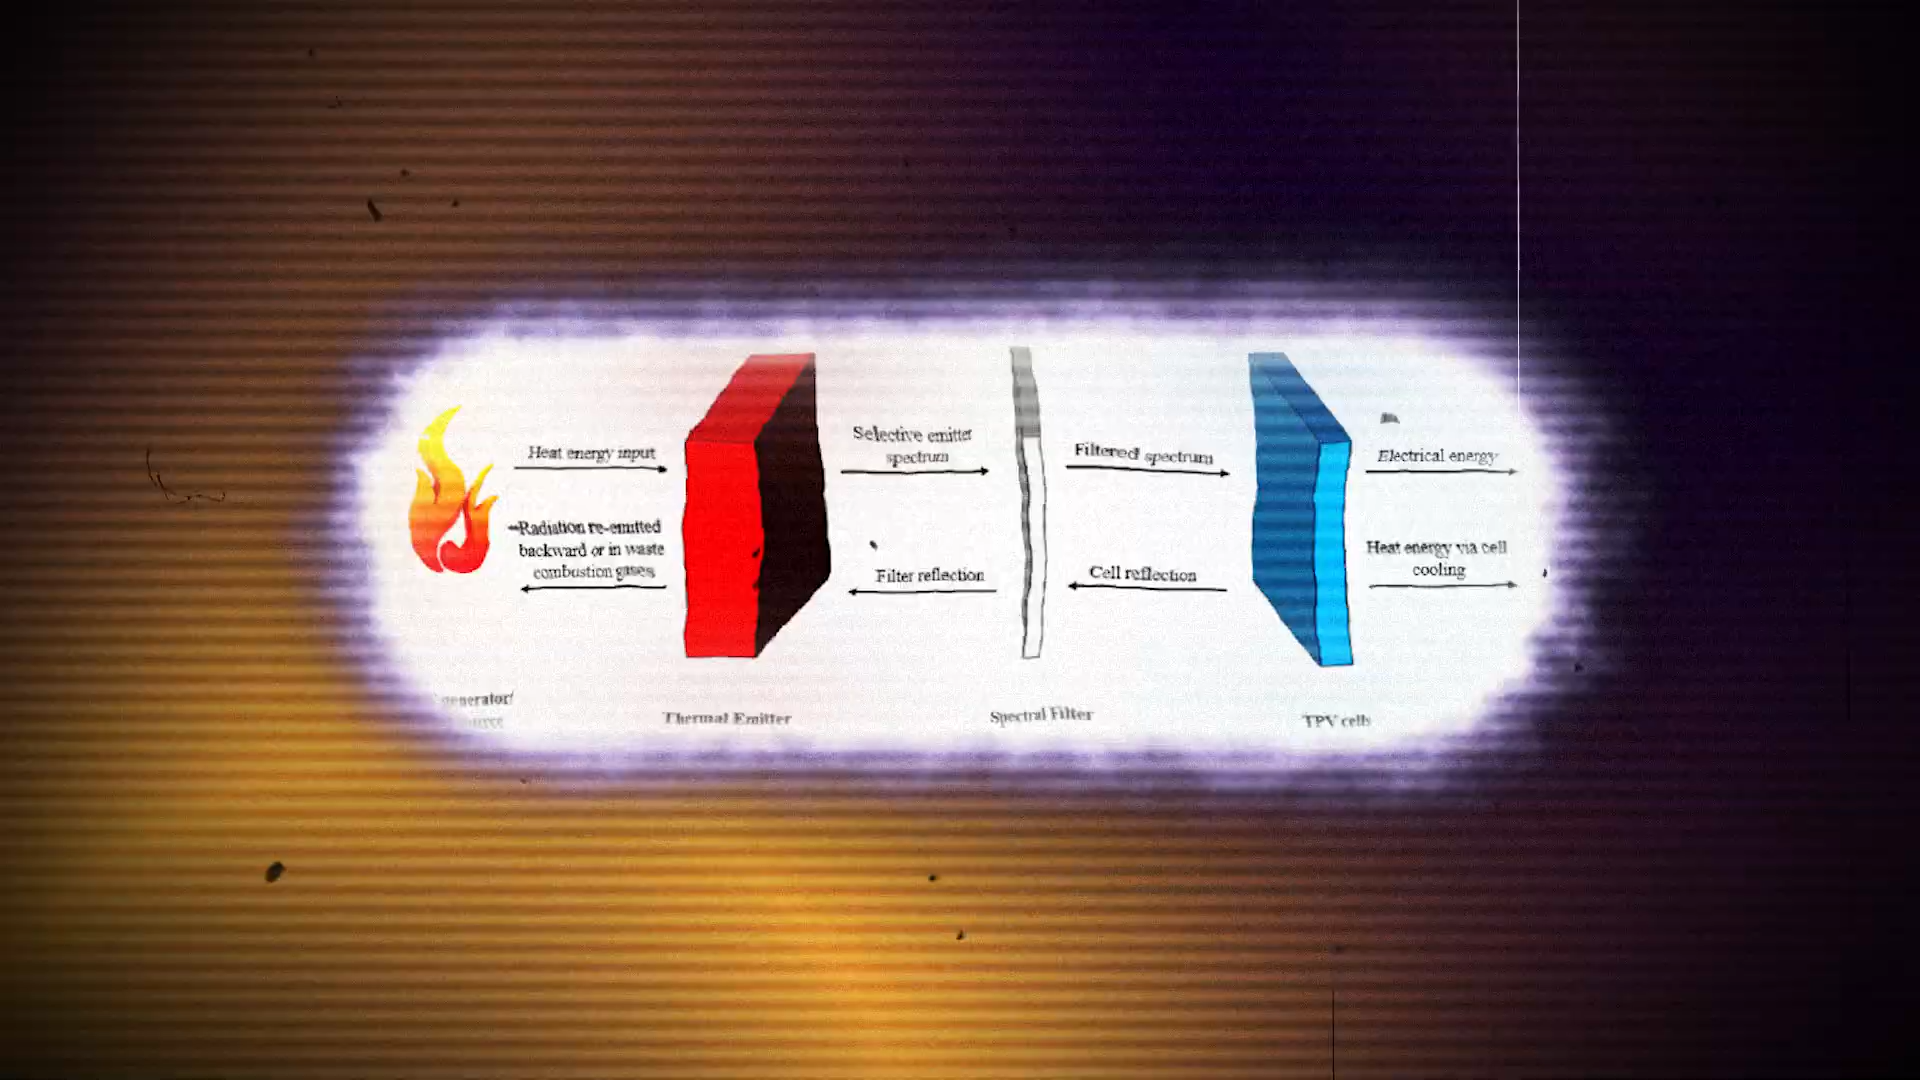 Heat energy input
Radiation re-emitted
backward or in waste
combustion gases
Selective emitter
spectrum
Filter reflection
Filtered spectrum
Cell reflection
Electrical energy
Heat energy via cell
cooling
generator/
Thermal Emitter
Spectral Filter
TPV cells